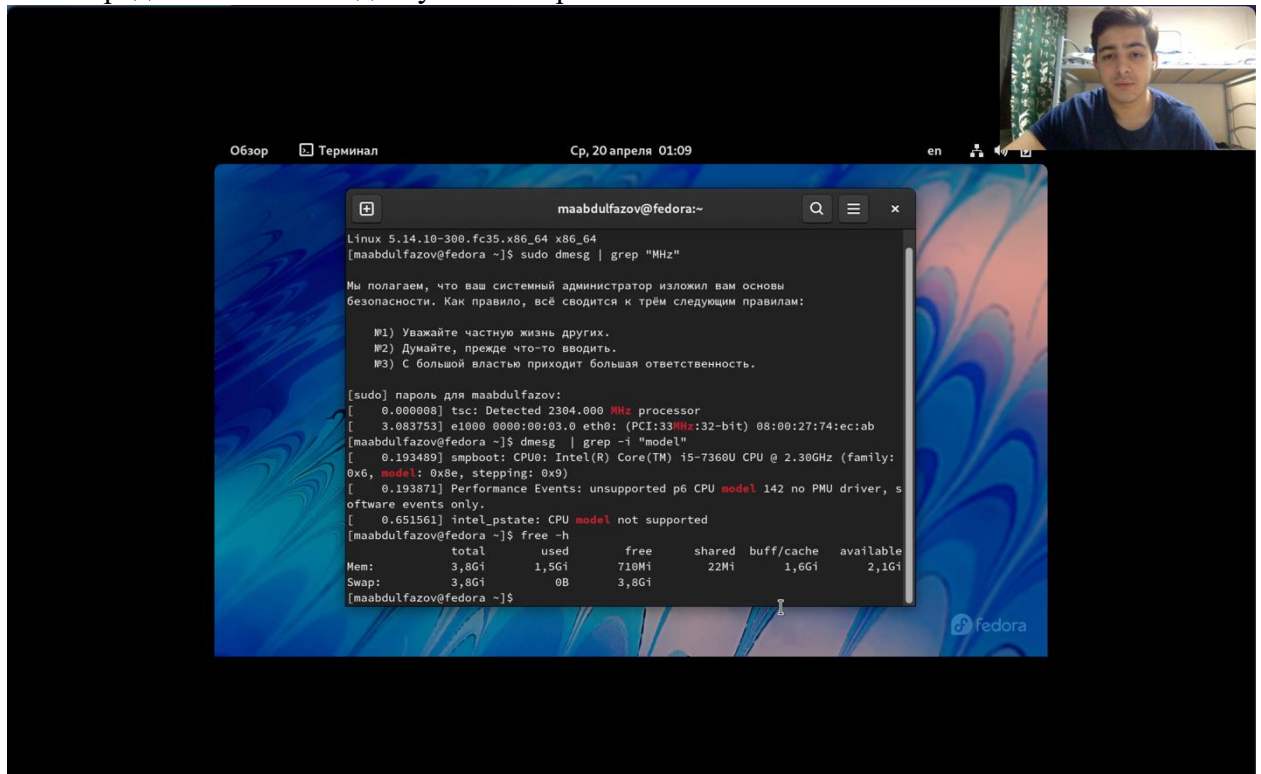 Обзор Терминал Ср, 20 апреля 01:09 en
maabdulfazov@fedora:~
Linux 5.14.10-300.fc35.x86_64 x86_64
[maabdulfazov@fedora ~]$ sudo dmesg | grep "MHz"
Мы полагаем, что ваш системный администратор изложил вам основы
безопасности. Как правило, всё сводится к трём следующим правилам:
№1) Уважайте частную жизнь других.
№2) Думайте, прежде что-то вводить.
№3) С большой властью приходит большая ответственность.
[sudo] пароль для maabdulfazov:
[ 0.000008] tsc: Detected 2304.000 MHz processor
[ 3.083753] e1000 0000:00:03.0 eth0: (PCI:33MHz:32-bit) 08:00:27:74:ec:ab
[maabdulfazov@fedora ~]$ dmesg | grep -i "model"
[ 0.193489] smpboot: CPU0: Intel(R) Core(TM) i5-7360U CPU @ 2.30GHz (family:
0x6, model: 0x8e, stepping: 0x9)
[ 0.193871] Performance Events: unsupported p6 CPU model 142 no PMU driver, s
oftware events only.
[ 0.651561] intel_pstate: CPU model not supported
[maabdulfazov@fedora ~]$ free -h
total used free shared buff/cache available
Mem: 3,8Gi 1,5Gi 710Mi 22Mi 1,6Gi 2,1Gi
Swap: 3,8Gi 0B 3,8Gi
[maabdulfazov@fedora ~]$
fedora